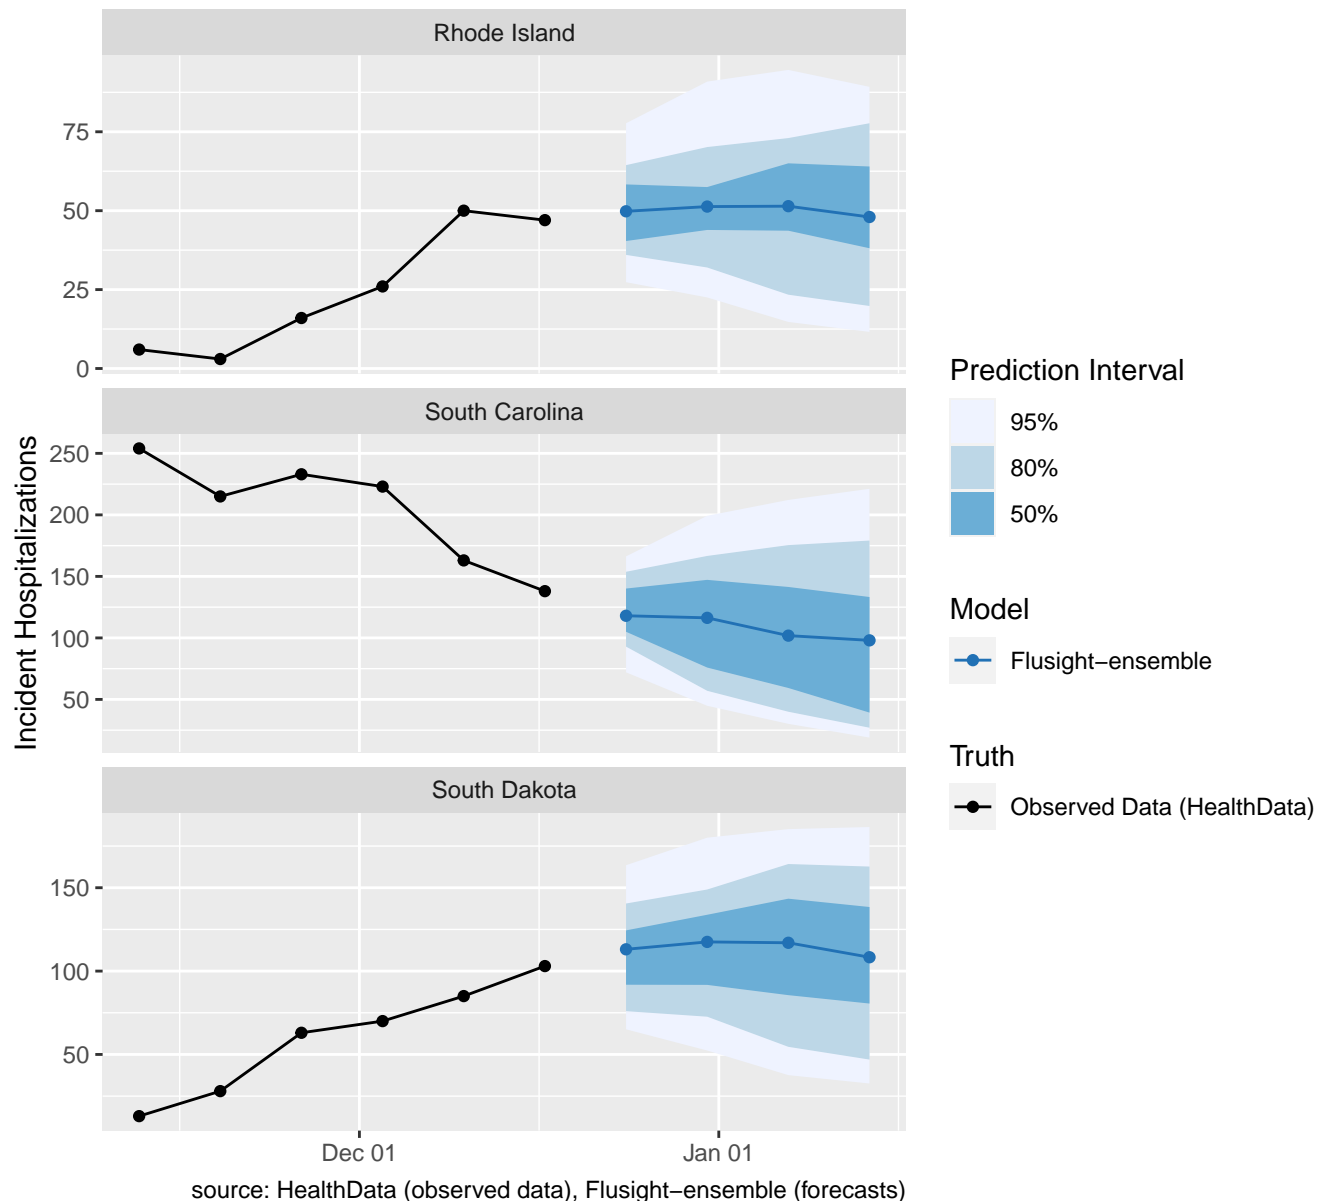 Rhode Island
75
50
25
0
South Carolina
250
200
150
100
50
South Dakota
150
100
50
Dec 01
Jan 01
Incident Hospitalizations
source: HealthData (observed data), Flusight−ensemble (forecasts)
Prediction Interval
95%
80%
50%
Model
Flusight−ensemble
Truth
Observed Data (HealthData)